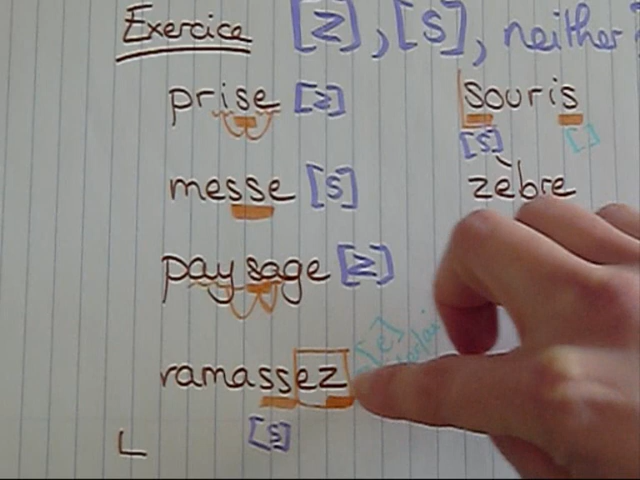 Exercice [z], [s], neither
prise [z]
souris
[s] [ ]
messe [s]
zèbre
paysage [z]
[e]
ramassez
[s]